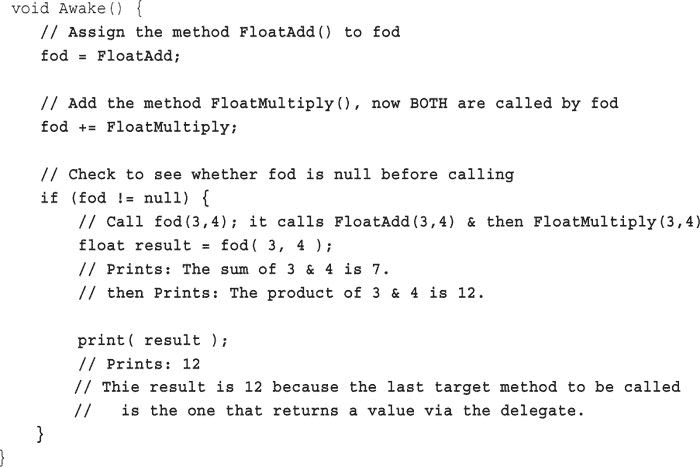 void Awake() {
// Assign the method FloatAdd() to fod
fod = FloatAdd;
// Add the method FloatMultiply(), now BOTH are called by fod
fod += FloatMultiply;
// Check to see whether fod is null before calling
if (fod != null) {
// Call fod(3,4); it calls FloatAdd(3,4) & then FloatMultiply(3,4)
float result = fod( 3, 4 );
// Prints: The sum of 3 & 4 is 7.
// then Prints: The product of 3 & 4 is 12.
print( result );
// Prints: 12
// Thie result is 12 because the last target method to be called
//   is the one that returns a value via the delegate.
}
}